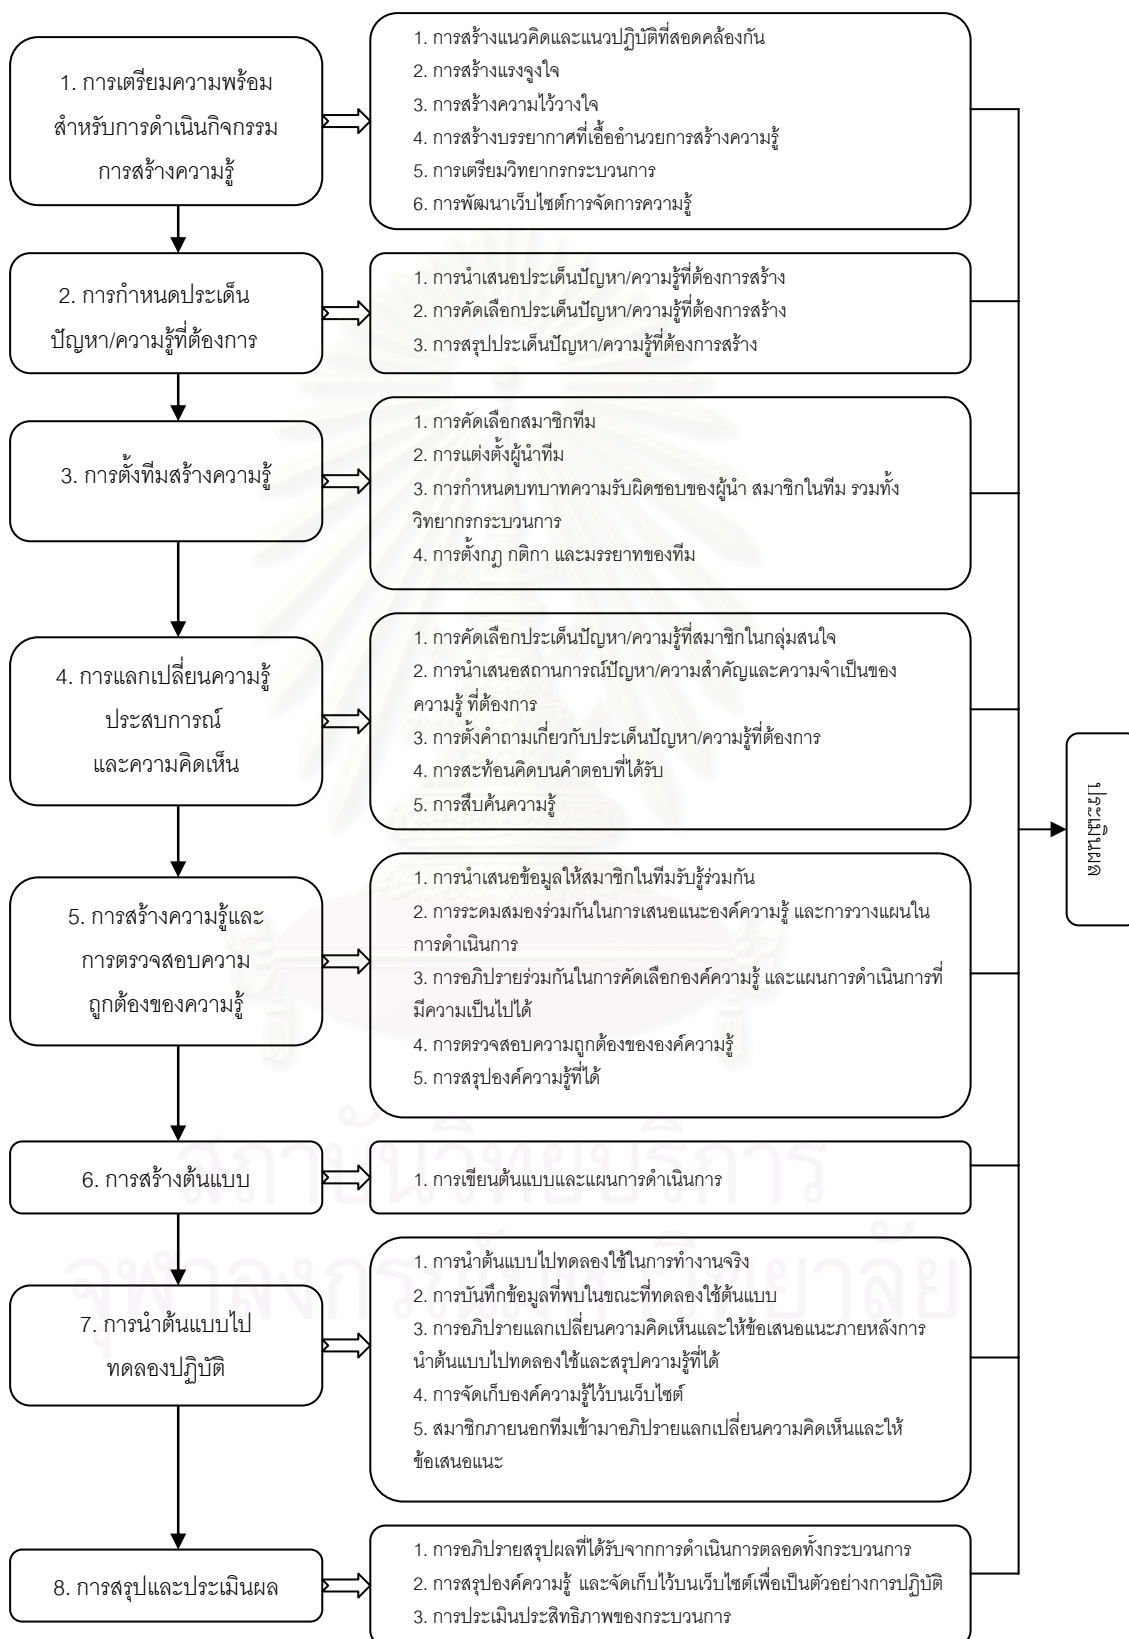 1. การเตรียมความพร้อม
สำหรับการดำเนินกิจกรรม
การสร้างความรู้
1. การสร้างแนวคิดและแนวปฏิบัติที่สอดคล้องกัน
2. การสร้างแรงจูงใจ
3. การสร้างความไว้วางใจ
4. การสร้างบรรยากาศที่เอื้ออำนวยการสร้างความรู้
5. การเตรียมวิทยากรกระบวนการ
6. การพัฒนาเว็บไซต์การจัดการความรู้
2. การกำหนดประเด็น
ปัญหา/ความรู้ที่ต้องการ
1. การนำเสนอประเด็นปัญหา/ความรู้ที่ต้องการสร้าง
2. การคัดเลือกประเด็นปัญหา/ความรู้ที่ต้องการสร้าง
3. การสรุปประเด็นปัญหา/ความรู้ที่ต้องการสร้าง
3. การตั้งทีมสร้างความรู้
1. การคัดเลือกสมาชิกทีม
2. การแต่งตั้งผู้นำทีม
3. การกำหนดบทบาทความรับผิดชอบของผู้นำ สมาชิกในทีม รวมทั้ง
วิทยากรกระบวนการ
4. การตั้งกฎ กติกา และมรรยาทของทีม
4. การแลกเปลี่ยนความรู้
ประสบการณ์
และความคิดเห็น
1. การคัดเลือกประเด็นปัญหา/ความรู้ที่สมาชิกในกลุ่มสนใจ
2. การนำเสนอสถานการณ์ปัญหา/ความสำคัญและความจำเป็นของ
ความรู้ ที่ต้องการ
3. การตั้งคำถามเกี่ยวกับประเด็นปัญหา/ความรู้ที่ต้องการ
4. การสะท้อนคิดบนคำตอบที่ได้รับ
5. การสืบค้นความรู้
ประเมินผล
5. การสร้างความรู้และ
การตรวจสอบความ
ถูกต้องของความรู้
1. การนำเสนอข้อมูลให้สมาชิกในทีมรับรู้ร่วมกัน
2. การระดมสมองร่วมกันในการเสนอแนะองค์ความรู้ และการวางแผนใน
การดำเนินการ
3. การอภิปรายร่วมกันในการคัดเลือกองค์ความรู้ และแผนการดำเนินการที่
มีความเป็นไปได้
4. การตรวจสอบความถูกต้องขององค์ความรู้
5. การสรุปองค์ความรู้ที่ได้
6. การสร้างต้นแบบ
1. การเขียนต้นแบบและแผนการดำเนินการ
สถาบันวิทยบริการ
จุฬาลงกรณ์มหาวิทยาลัย
7. การนำต้นแบบไป
ทดลองปฏิบัติ
1. การนำต้นแบบไปทดลองใช้ในการทำงานจริง
2. การบันทึกข้อมูลที่พบในขณะที่ทดลองใช้ต้นแบบ
3. การอภิปรายแลกเปลี่ยนความคิดเห็นและให้ข้อเสนอแนะภายหลังการ
นำต้นแบบไปทดลองใช้และสรุปความรู้ที่ได้
4. การจัดเก็บองค์ความรู้ไว้บนเว็บไซต์
5. สมาชิกภายนอกทีมเข้ามาอภิปรายแลกเปลี่ยนความคิดเห็นและให้
ข้อเสนอแนะ
8. การสรุปและประเมินผล
1. การอภิปรายสรุปผลที่ได้รับจากการดำเนินการตลอดทั้งกระบวนการ
2. การสรุปองค์ความรู้ และจัดเก็บไว้บนเว็บไซต์เพื่อเป็นตัวอย่างการปฏิบัติ
3. การประเมินประสิทธิภาพของกระบวนการ